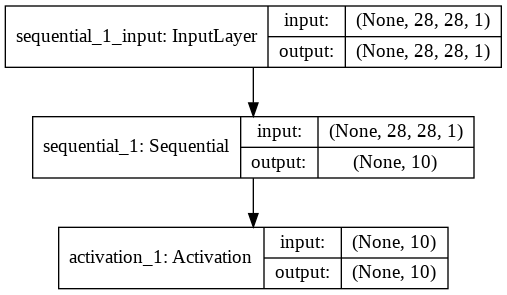 sequential_1_input: InputLayer
input: (None, 28, 28, 1)
output: (None, 28, 28, 1)
sequential_1: Sequential
input: (None, 28, 28, 1)
output: (None, 10)
activation_1: Activation
input: (None, 10)
output: (None, 10)